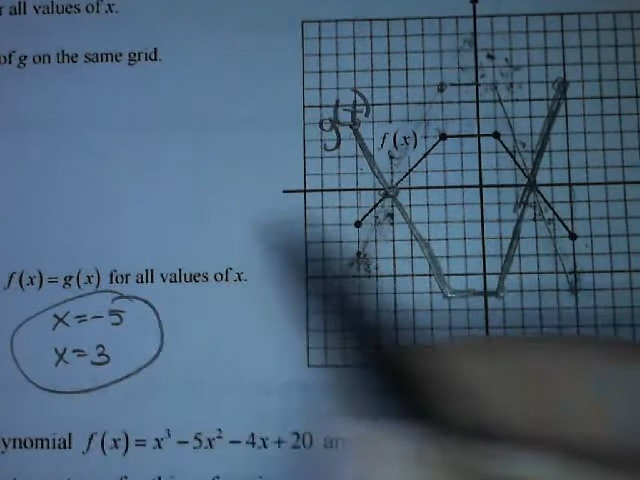 r all values of x.
of g on the same grid.
g(x)
f(x)
f(x) = g(x) for all values of x.
x=-5
x=3
ynomial f(x) = x³ - 5x² - 4x + 20 an